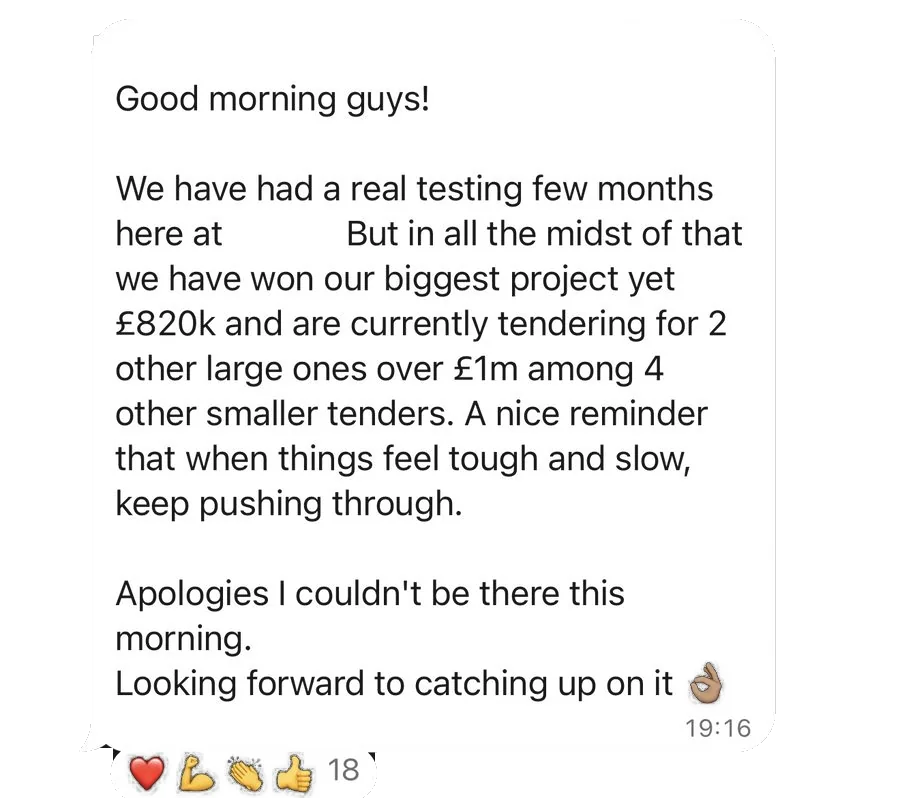 Good morning guys!
We have had a real testing few months
here at But in all the midst of that
we have won our biggest project yet
£820k and are currently tendering for 2
other large ones over £1m among 4
other smaller tenders. A nice reminder
that when things feel tough and slow,
keep pushing through.
Apologies I couldn't be there this
morning.
Looking forward to catching up on it 👌🏽
19:16
❤️ 💪 👏 👍 18